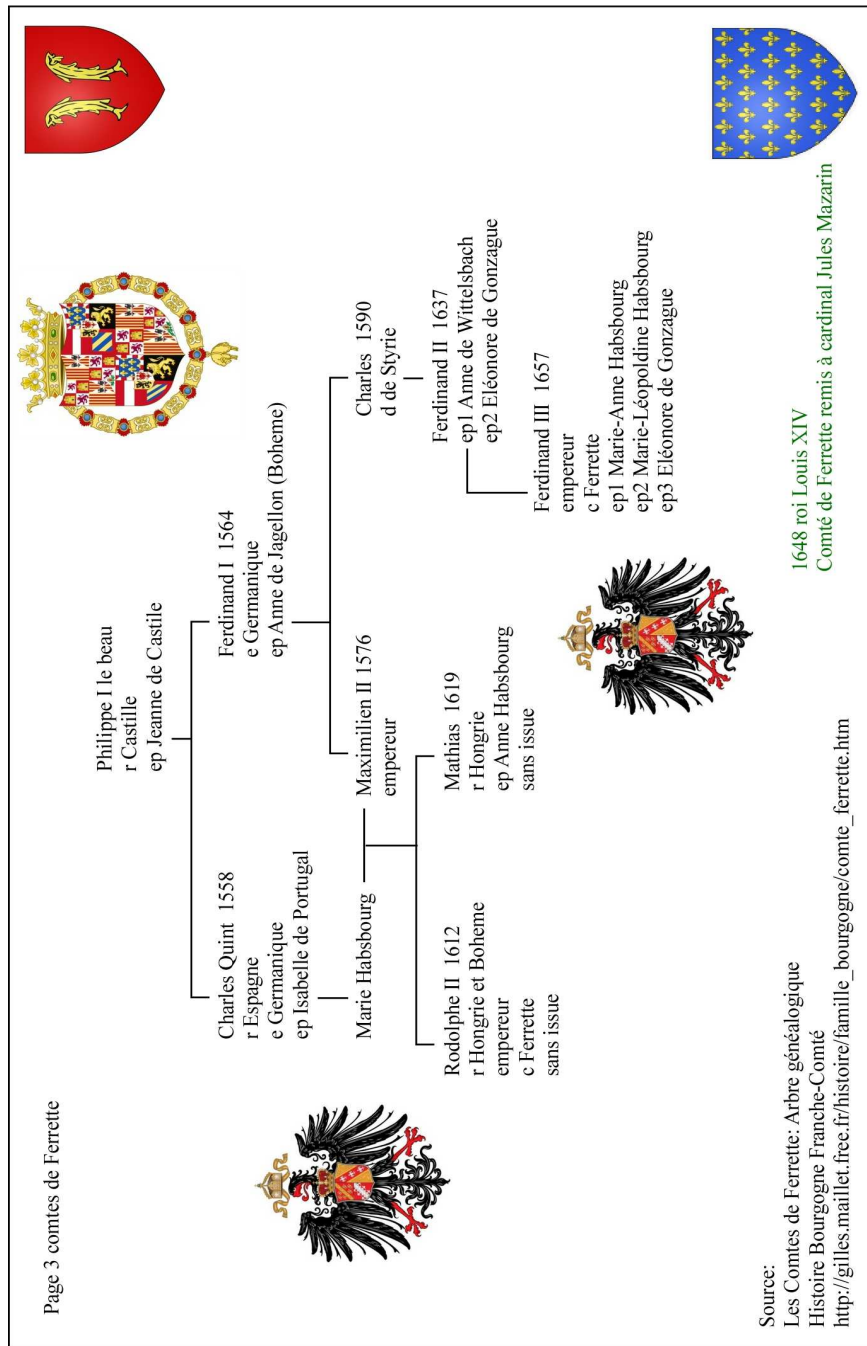 Page 3 comtes de Ferrette
Philippe I le beau
r Castille
ep Jeanne de Castile
Charles Quint 1558
r Espagne
e Germanique
ep Isabelle de Portugal
Ferdinand I 1564
e Germanique
ep Anne de Jagellon (Boheme)
Marie Habsbourg
Maximilien II 1576
empereur
Charles 1590
d de Styrie
Rodolphe II 1612
r Hongrie et Boheme
empereur
c Ferrette
sans issue
Mathias 1619
r Hongrie
ep Anne Habsbourg
sans issue
Ferdinand II 1637
ep1 Anne de Wittelsbach
ep2 Eléonore de Gonzague
Ferdinand III 1657
empereur
c Ferrette
ep1 Marie-Anne Habsbourg
ep2 Marie-Léopoldine Habsbourg
ep3 Eléonore de Gonzague
1648 roi Louis XIV
Comté de Ferrette remis à cardinal Jules Mazarin
Source:
Les Comtes de Ferrette: Arbre généalogique
Histoire Bourgogne Franche-Comté
http://gilles.maillet.free.fr/histoire/famille_bourgogne/comte_ferrette.htm